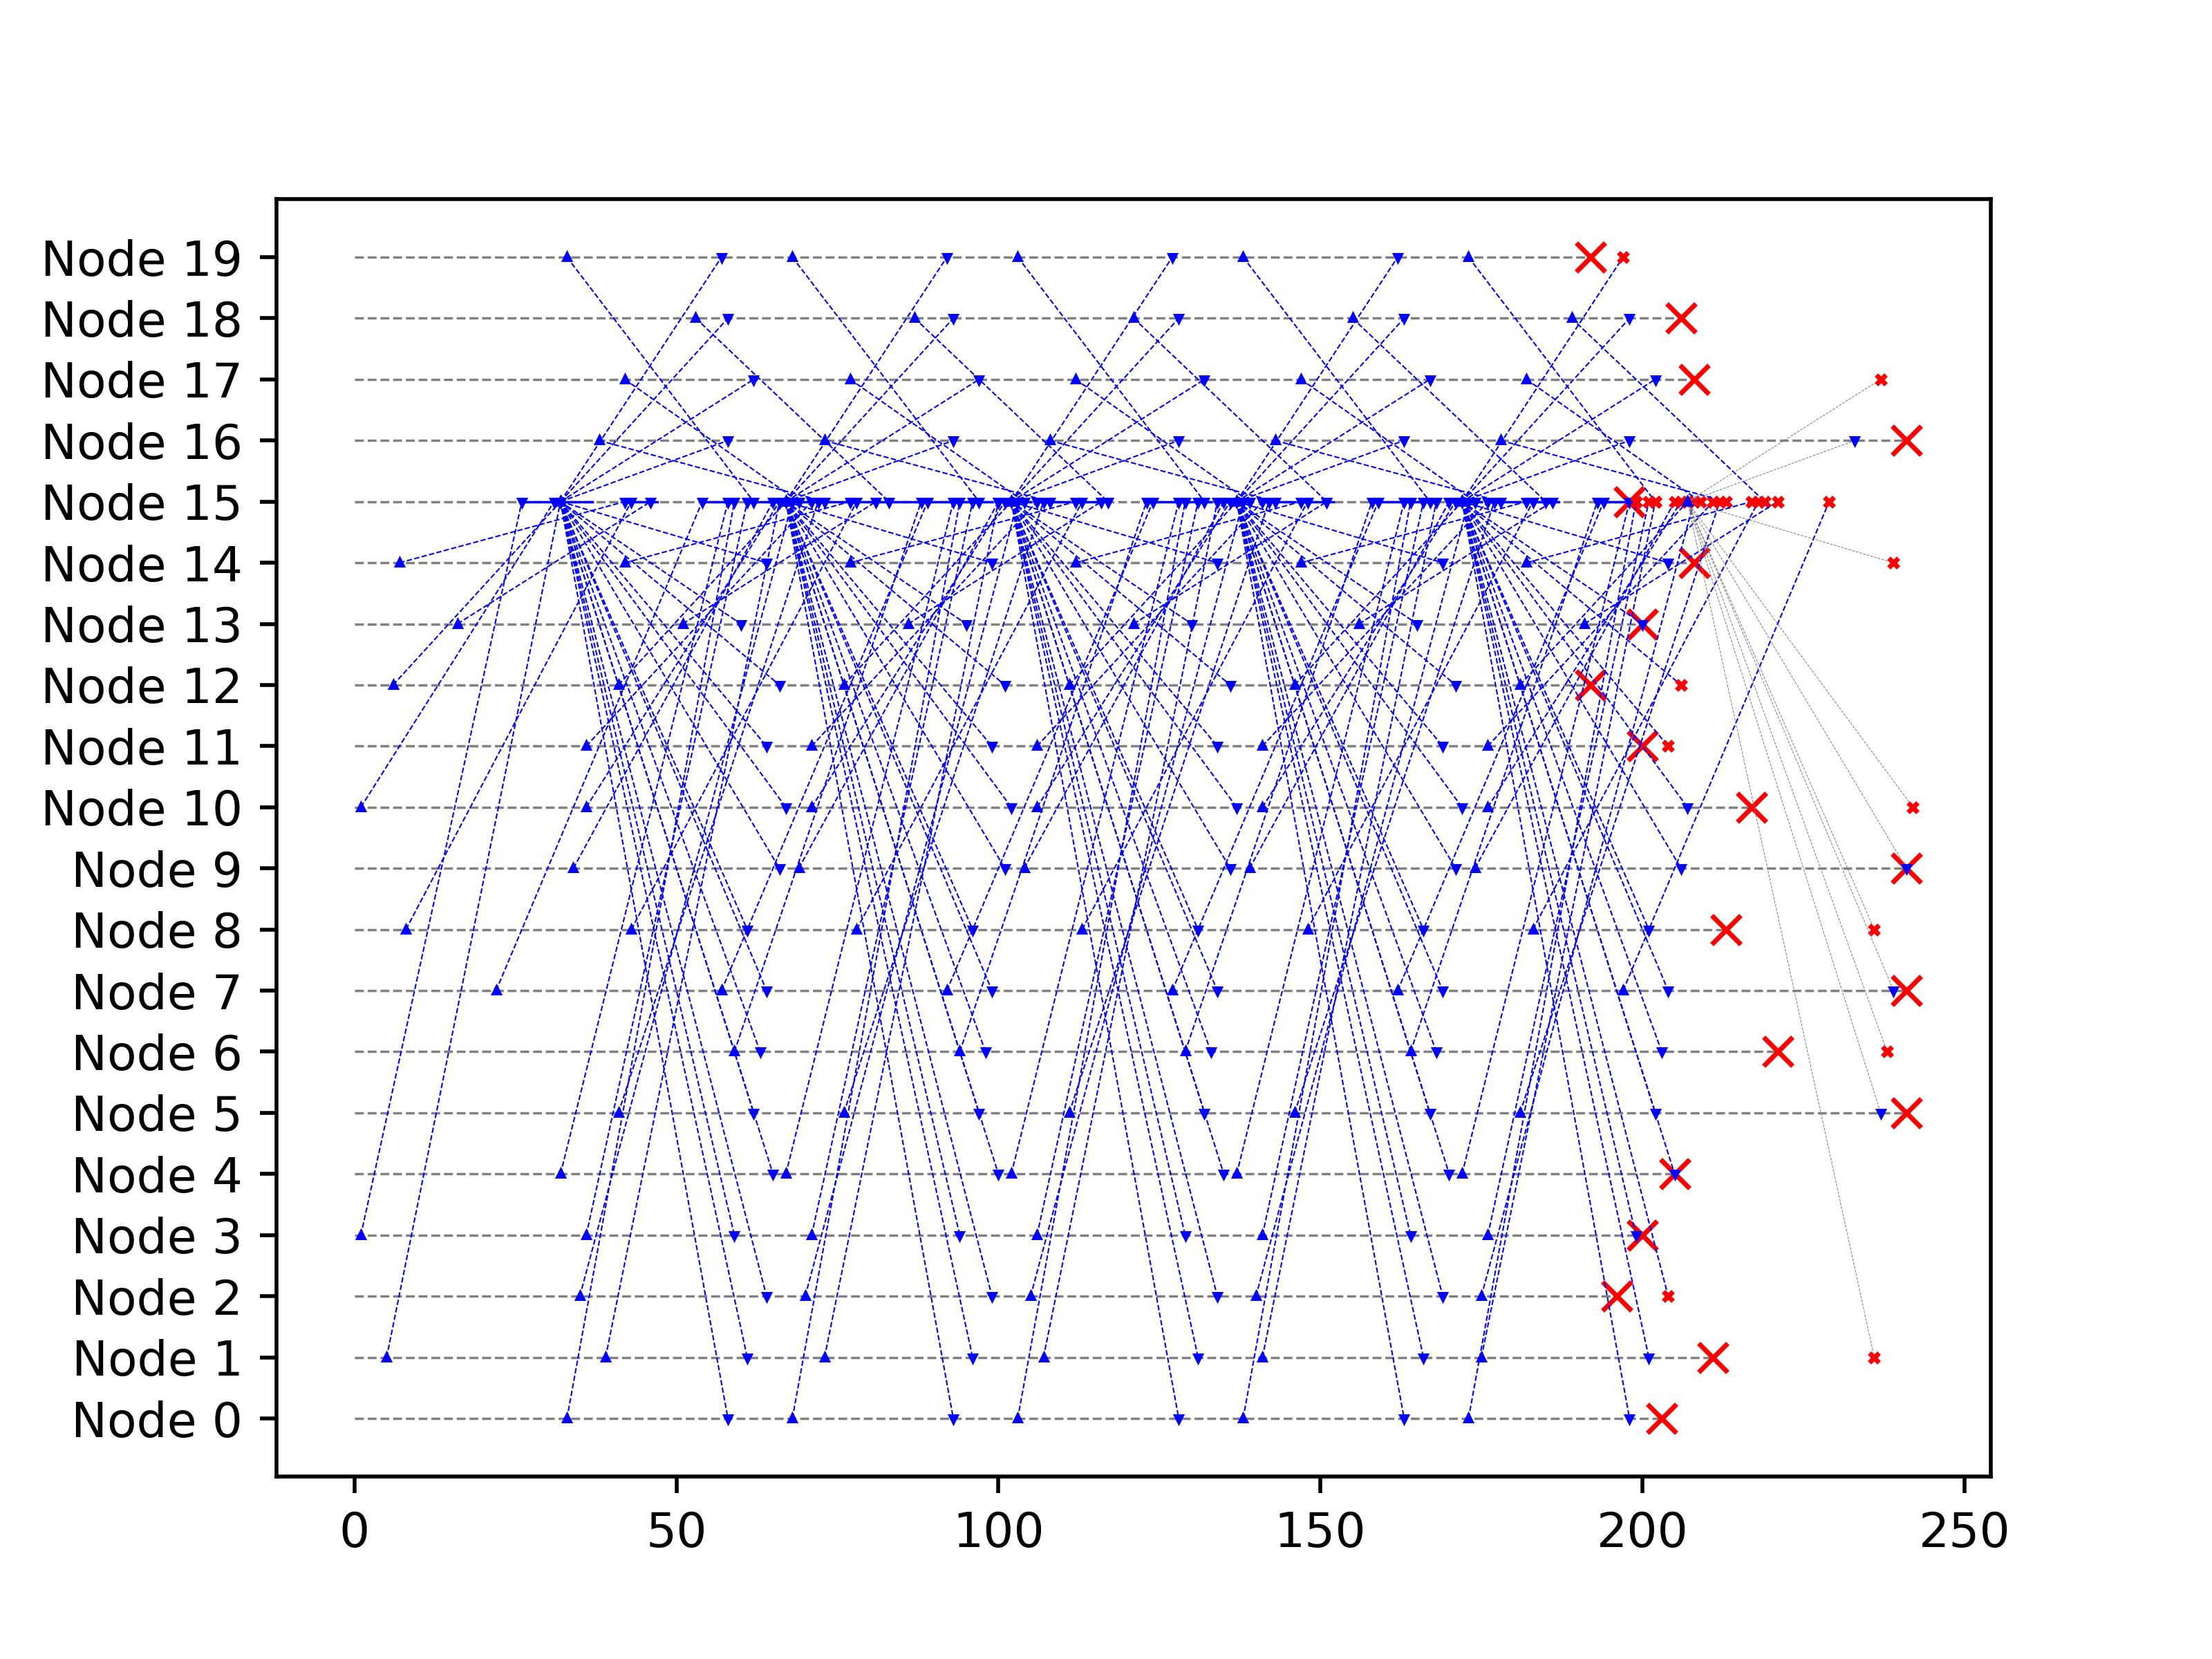 Node 19
Node 18
Node 17
Node 16
Node 15
Node 14
Node 13
Node 12
Node 11
Node 10
Node 9
Node 8
Node 7
Node 6
Node 5
Node 4
Node 3
Node 2
Node 1
Node 0
0 50 100 150 200 250